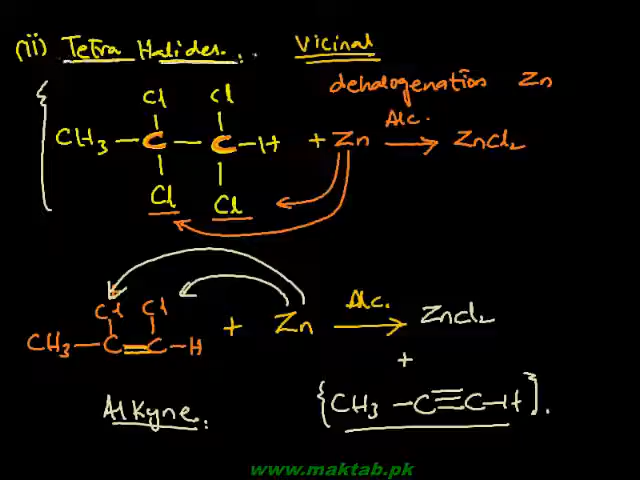 (ii) Tetra Halides. Vicinal
dehalogenation Zn
Cl Cl
CH3 — C — C — H + Zn Alc. → ZnCl2
Cl Cl
Cl Cl
CH3 — C = C — H + Zn Alc. → ZnCl2
+
Alkyne. {CH3 — C ≡ C — H}.
www.maktab.pk